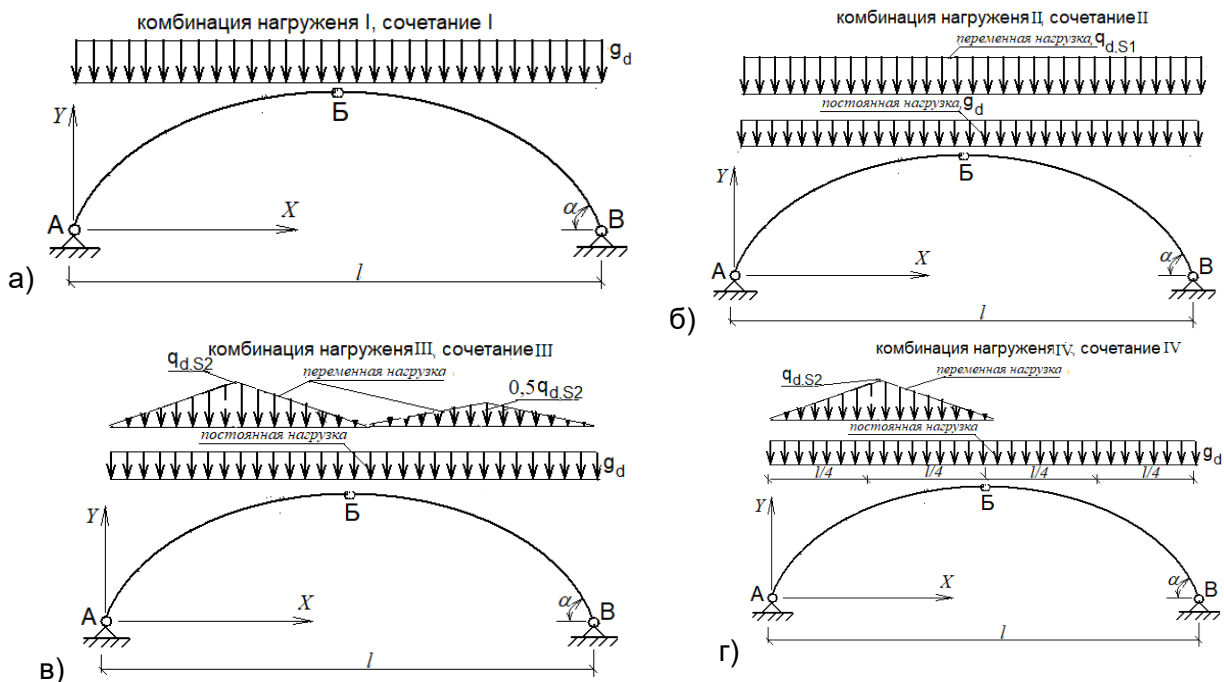 комбинация нагруженя I, сочетание I
g_d
Б
Y
X
А
В
α
l
а)
комбинация нагруженя II, сочетание II
переменная нагрузка, q_d,S1
постоянная нагрузка, g_d
Б
Y
X
А
В
α
l
б)
комбинация нагруженя III, сочетание III
q_d,S2
переменная нагрузка
0,5q_d,S2
постоянная нагрузка
g_d
Б
Y
X
А
В
α
l
в)
комбинация нагруженя IV, сочетание IV
q_d,S2
переменная нагрузка
постоянная нагрузка
g_d
l/4 l/4 l/4 l/4
Б
Y
X
А
В
α
l
г)